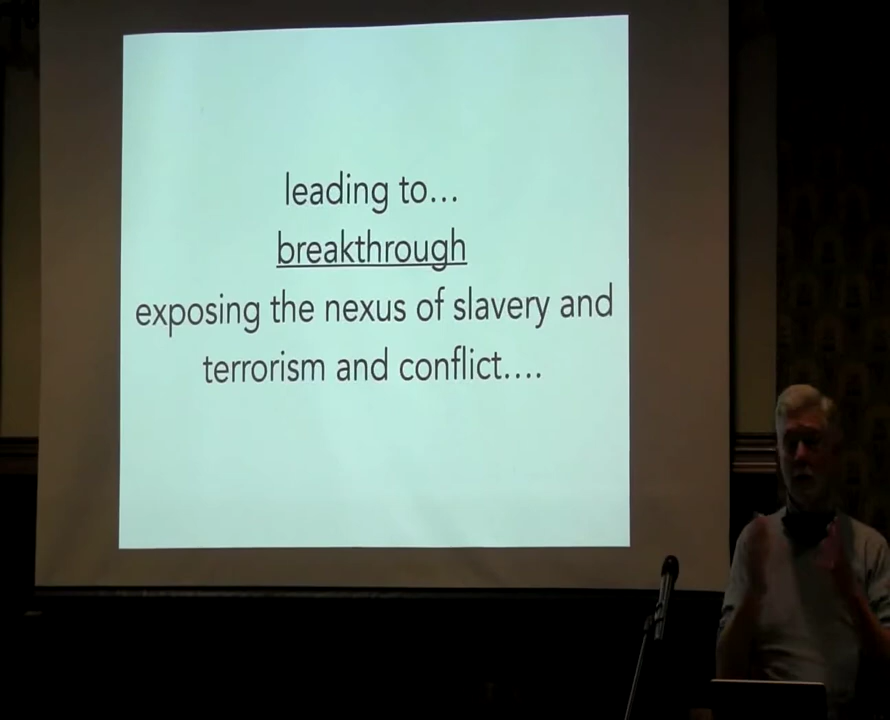 leading to...
breakthrough
exposing the nexus of slavery and
terrorism and conflict....